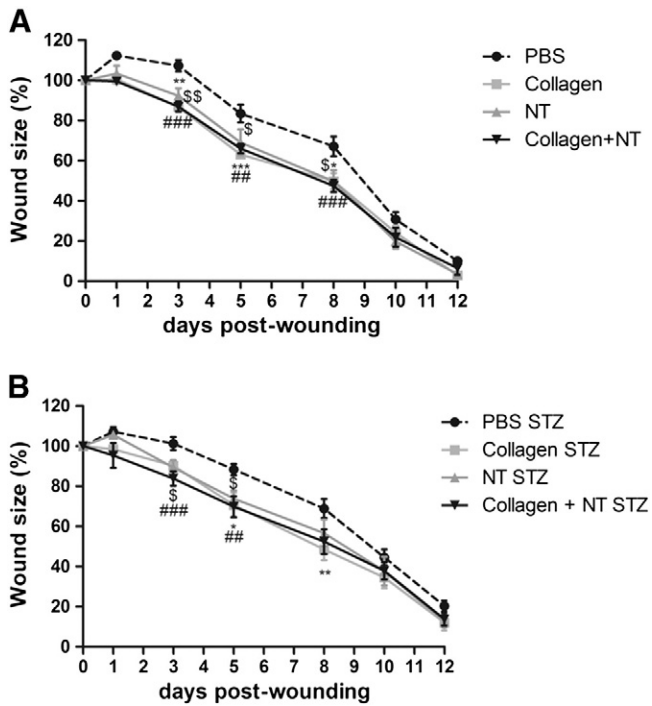 A
Wound size (%)
120
100
80
60
40
20
0
** $$
###
$
***
##
$ *
###
0 1 2 3 4 5 6 7 8 9 10 11 12
days post-wounding
PBS
Collagen
NT
Collagen+NT
B
Wound size (%)
120
100
80
60
40
20
0
$
###
$
*
##
**
0 1 2 3 4 5 6 7 8 9 10 11 12
days post-wounding
PBS STZ
Collagen STZ
NT STZ
Collagen + NT STZ